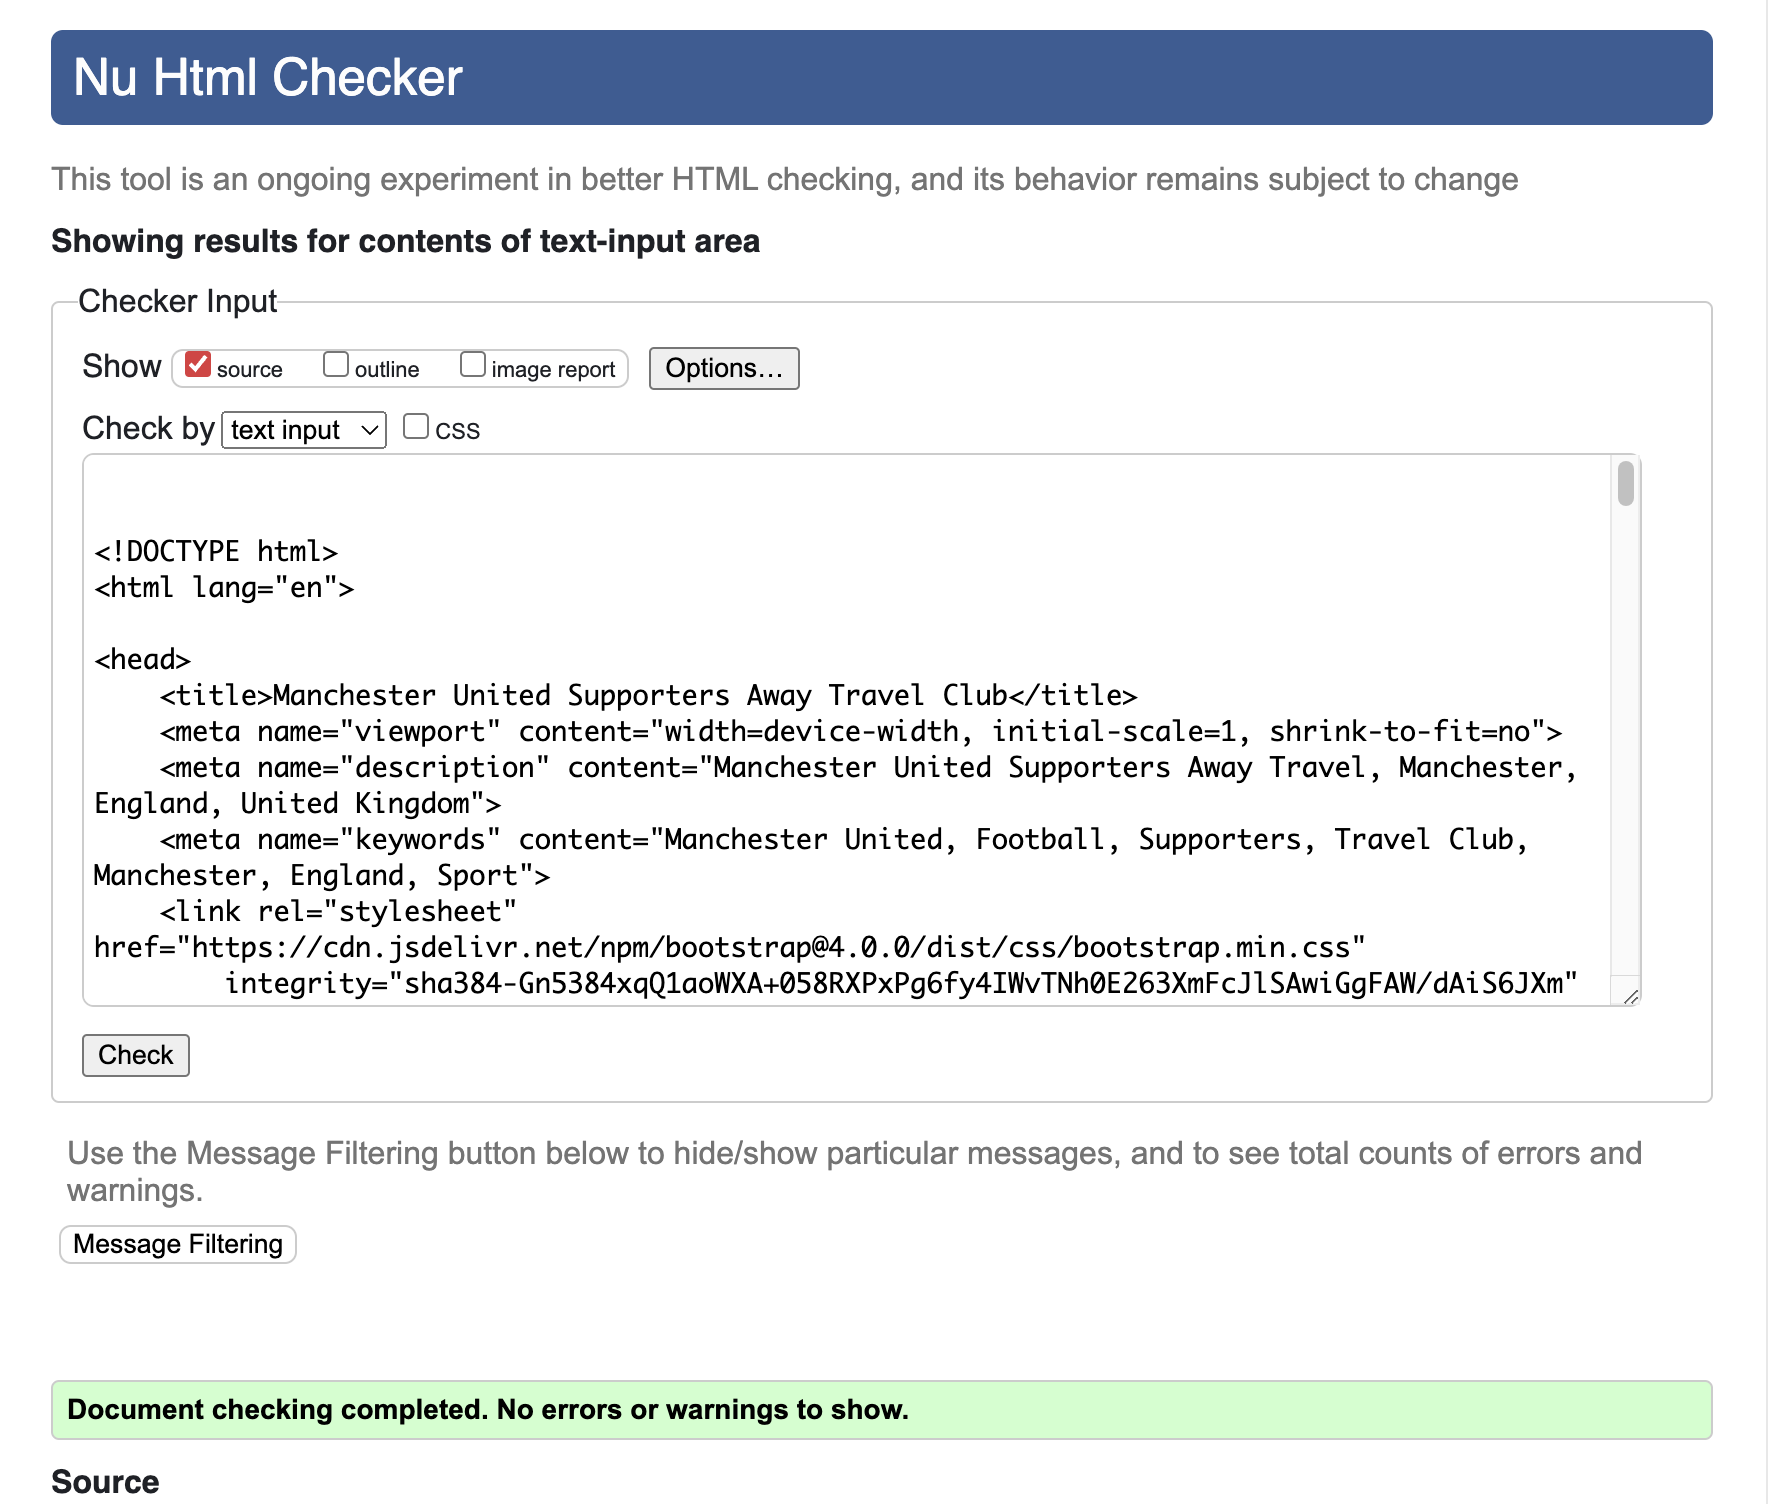 Nu Html Checker
This tool is an ongoing experiment in better HTML checking, and its behavior remains subject to change
Showing results for contents of text-input area
Checker Input
Show source outline image report Options...
Check by text input css
<!DOCTYPE html>
<html lang="en">
<head>
<title>Manchester United Supporters Away Travel Club</title>
<meta name="viewport" content="width=device-width, initial-scale=1, shrink-to-fit=no">
<meta name="description" content="Manchester United Supporters Away Travel, Manchester,
England, United Kingdom">
<meta name="keywords" content="Manchester United, Football, Supporters, Travel Club,
Manchester, England, Sport">
<link rel="stylesheet"
href="https://cdn.jsdelivr.net/npm/bootstrap@4.0.0/dist/css/bootstrap.min.css"
integrity="sha384-Gn5384xqQ1aoWXA+058RXPxPg6fy4IWvTNh0E263XmFcJlSAwiGgFAW/dAiS6JXm"
Check
Use the Message Filtering button below to hide/show particular messages, and to see total counts of errors and
warnings.
Message Filtering
Document checking completed. No errors or warnings to show.
Source